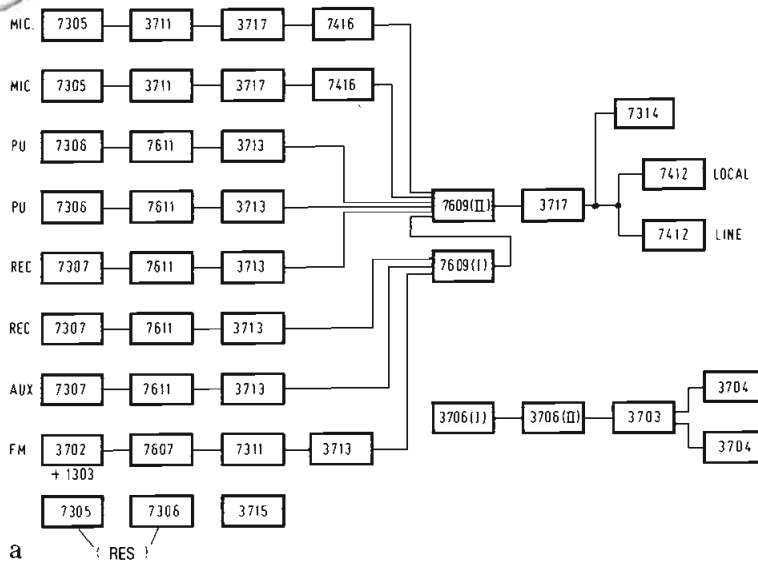 MIC. 7305 3711 3717 7416
MIC 7305 3711 3717 7416
7314
PU 7306 7611 3713
7412 LOCAL
PU 7306 7611 3713 7609(II) 3717
7412 LINE
REC 7307 7611 3713 7609(I)
REC 7307 7611 3713
AUX 7307 7611 3713
3704
3706(I) 3706(II) 3703
3704
FM 3702 7607 7311 3713
+ 1303
7305 7306 3715
a ( RES )